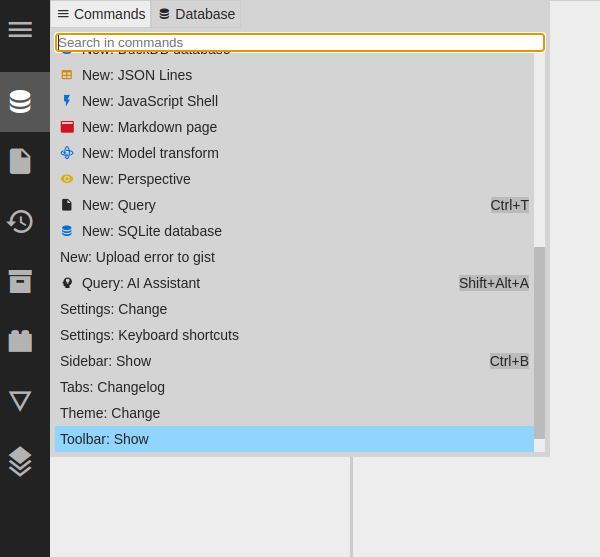 Commands Database
Search in commands
New: DuckDB database
New: JSON Lines
New: JavaScript Shell
New: Markdown page
New: Model transform
New: Perspective
New: Query Ctrl+T
New: SQLite database
New: Upload error to gist
Query: AI Assistant Shift+Alt+A
Settings: Change
Settings: Keyboard shortcuts
Sidebar: Show Ctrl+B
Tabs: Changelog
Theme: Change
Toolbar: Show